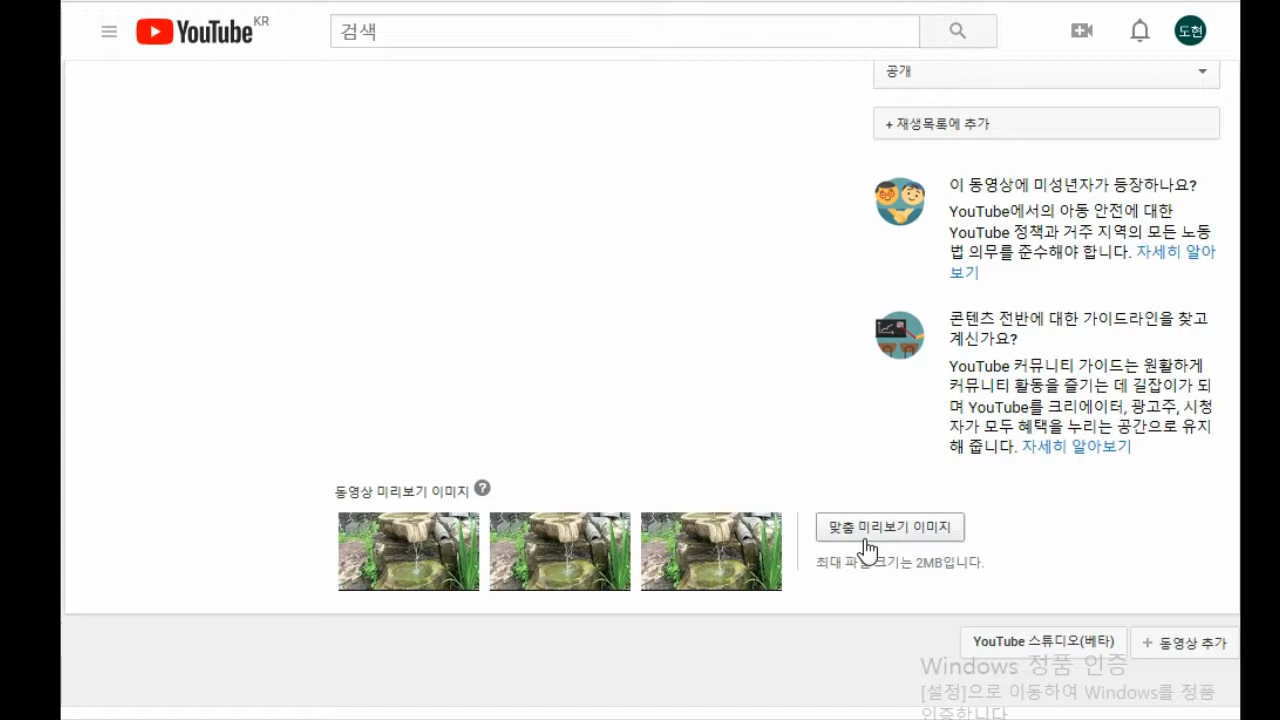 YouTube KR
검색
도현
공개
+ 재생목록에 추가
이 동영상에 미성년자가 등장하나요?
YouTube에서의 아동 안전에 대한
YouTube 정책과 거주 지역의 모든 노동
법 의무를 준수해야 합니다. 자세히 알아
보기
콘텐츠 전반에 대한 가이드라인을 찾고
계신가요?
YouTube 커뮤니티 가이드는 원활하게
커뮤니티 활동을 즐기는 데 길잡이가 되
며 YouTube를 크리에이터, 광고주, 시청
자가 모두 혜택을 누리는 공간으로 유지
해 줍니다. 자세히 알아보기
동영상 미리보기 이미지 ?
맞춤 미리보기 이미지
최대 파일 크기는 2MB입니다.
YouTube 스튜디오(베타)
+ 동영상 추가
Windows 정품 인증
[설정]으로 이동하여 Windows를 정품
인증합니다